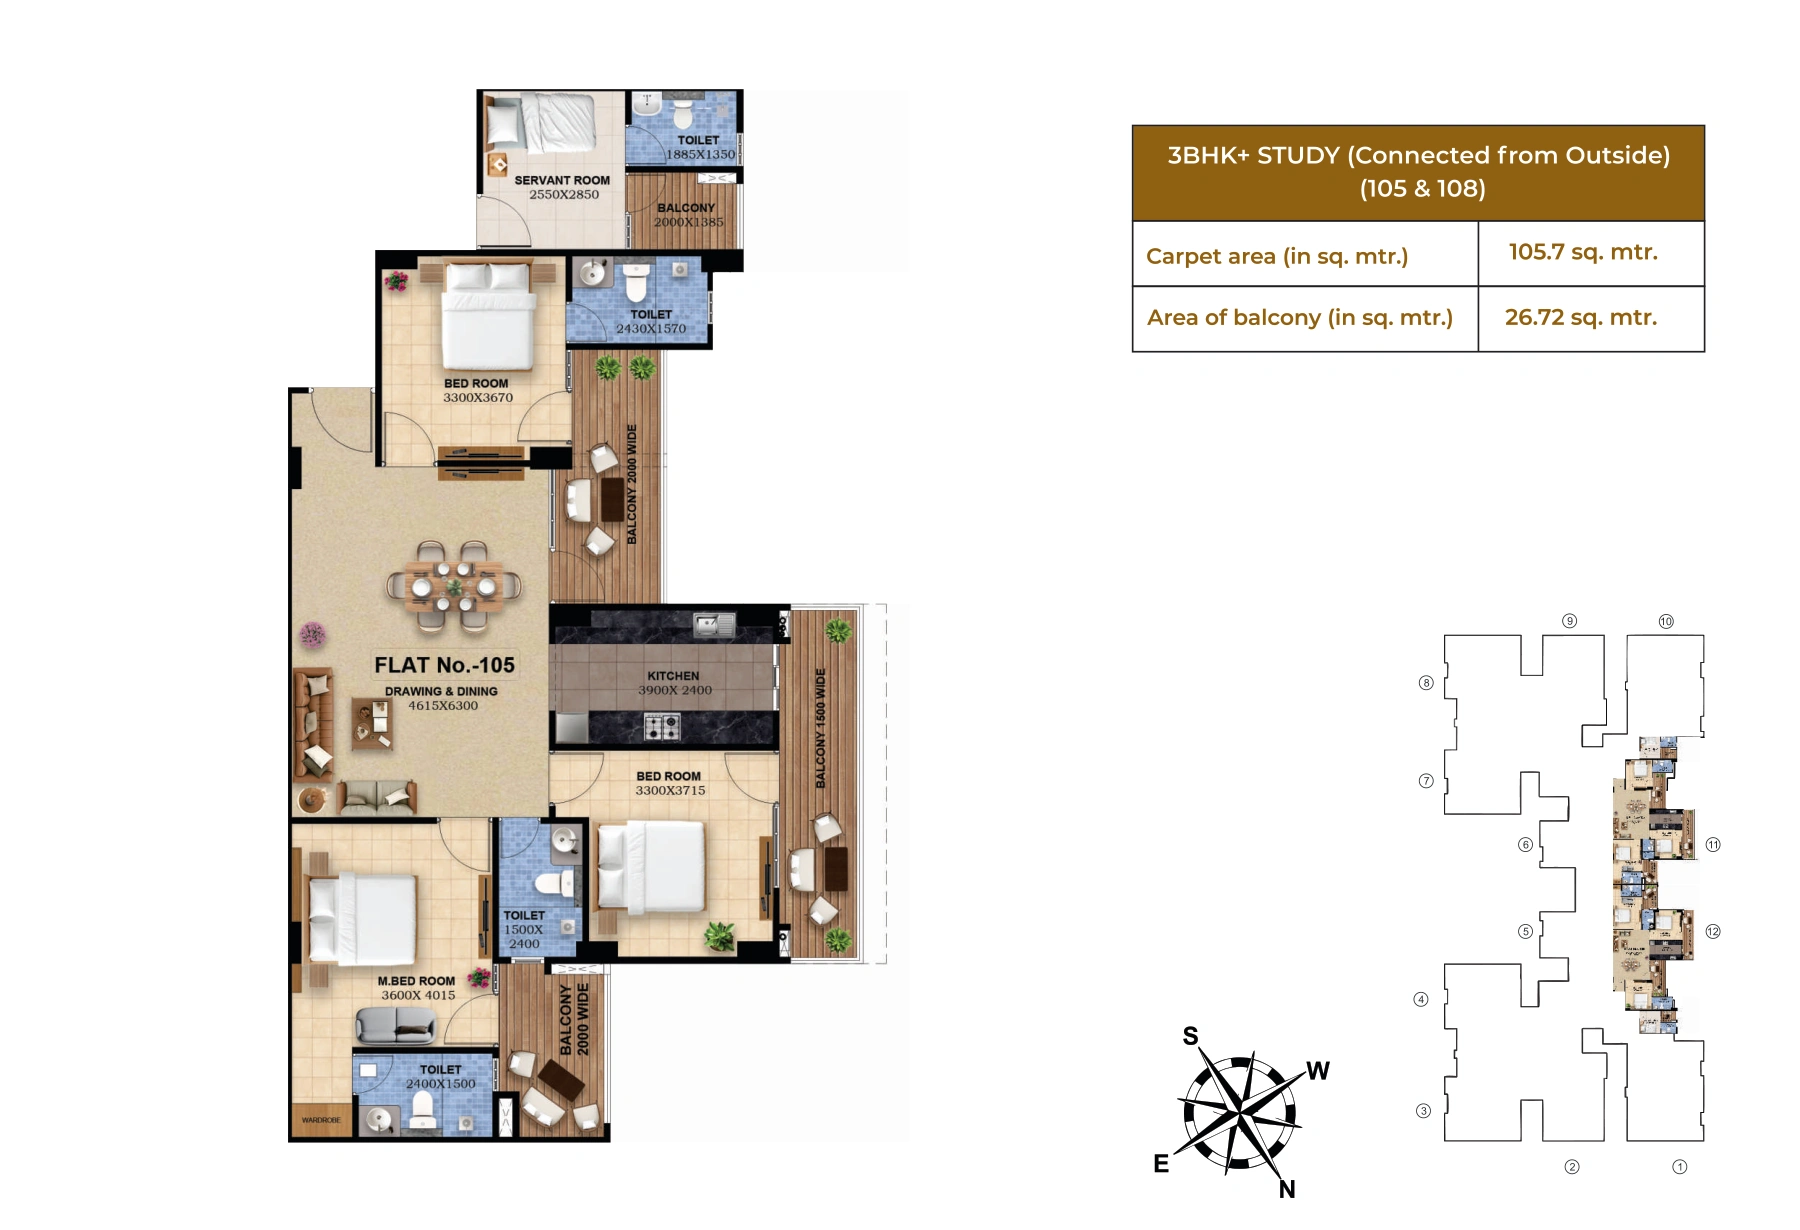 TOILET
1885X1350
SERVANT ROOM
2550X2850
BALCONY
2000X1385
TOILET
2430X1570
BED ROOM
3300X3670
BALCONY 2000 WIDE
FLAT No.-105
DRAWING & DINING
4615X6300
KITCHEN
3900X 2400
BALCONY 1500 WIDE
BED ROOM
3300X3715
TOILET
1500X
2400
M.BED ROOM
3600X 4015
BALCONY
2000 WIDE
TOILET
2400X1500
WARDROBE
3BHK+ STUDY (Connected from Outside)
(105 & 108)
Carpet area (in sq. mtr.)
105.7 sq. mtr.
Area of balcony (in sq. mtr.)
26.72 sq. mtr.
9
10
8
7
6
11
5
12
4
3
2
1
S
W
E
N